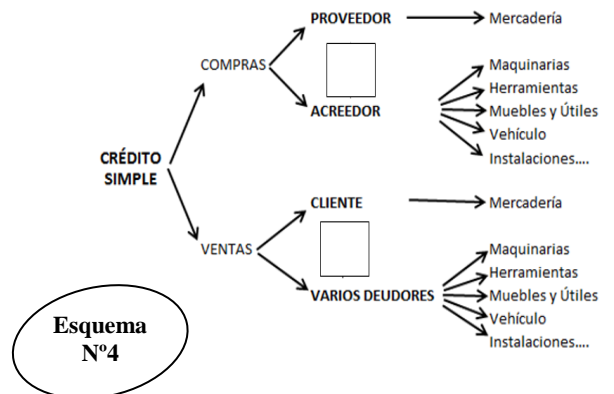 PROVEEDOR
Mercadería
COMPRAS
ACREEDOR
Maquinarias
Herramientas
Muebles y Útiles
Vehículo
Instalaciones....
CRÉDITO
SIMPLE
CLIENTE
Mercadería
VENTAS
VARIOS DEUDORES
Maquinarias
Herramientas
Muebles y Útiles
Vehículo
Instalaciones....
Esquema
Nº4